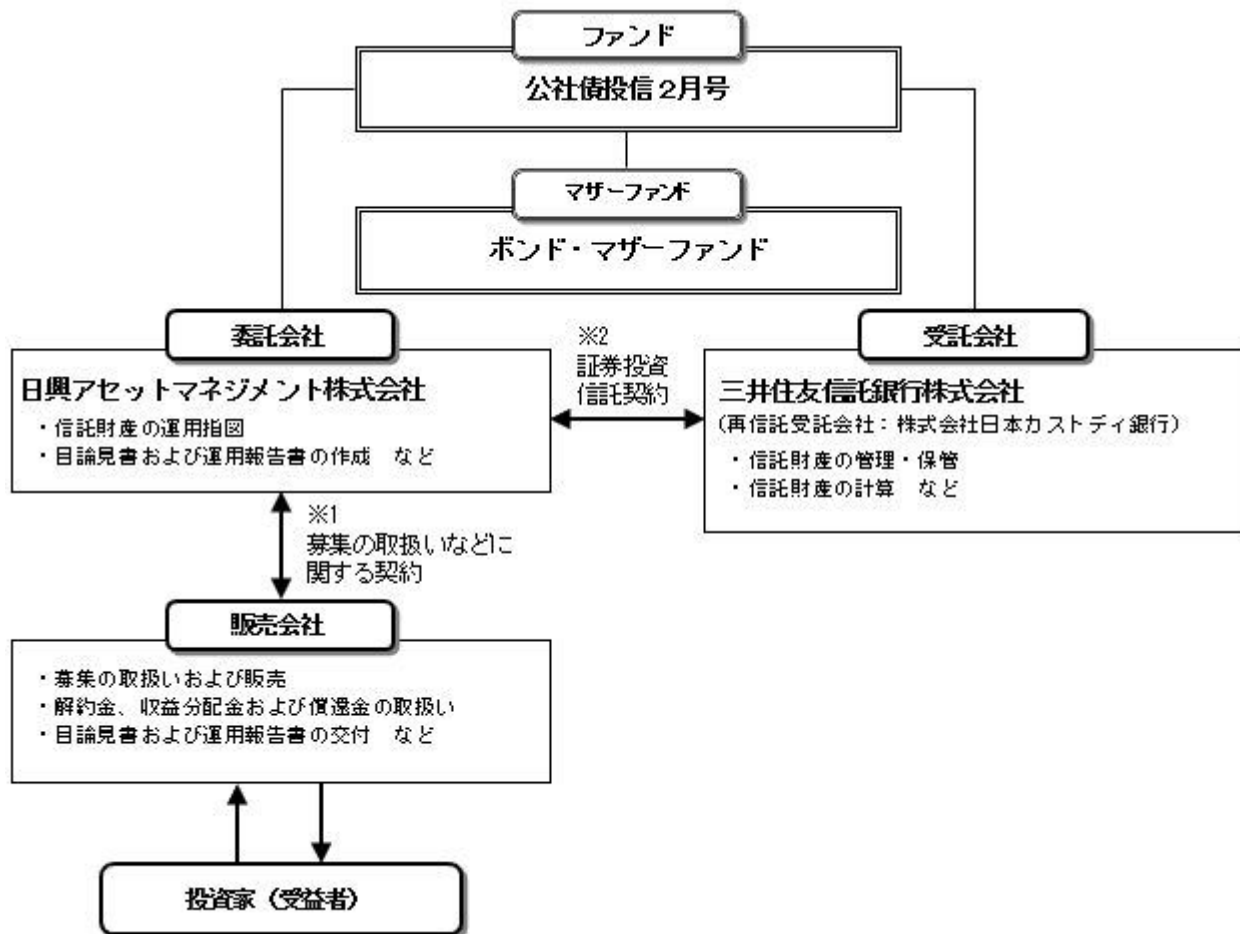 ファンド
公社債投信2月号
マザーファンド
ボンド・マザーファンド
委託会社
日興アセットマネジメント株式会社
・信託財産の運用指図
・目論見書および運用報告書の作成　など
※2
証券投資
信託契約
受託会社
三井住友信託銀行株式会社
(再信託受託会社：株式会社日本カストディ銀行)
・信託財産の管理・保管
・信託財産の計算　など
※1
募集の取扱いなどに
関する契約
販売会社
・募集の取扱いおよび販売
・解約金、収益分配金および償還金の取扱い
・目論見書および運用報告書の交付　など
投資家（受益者）